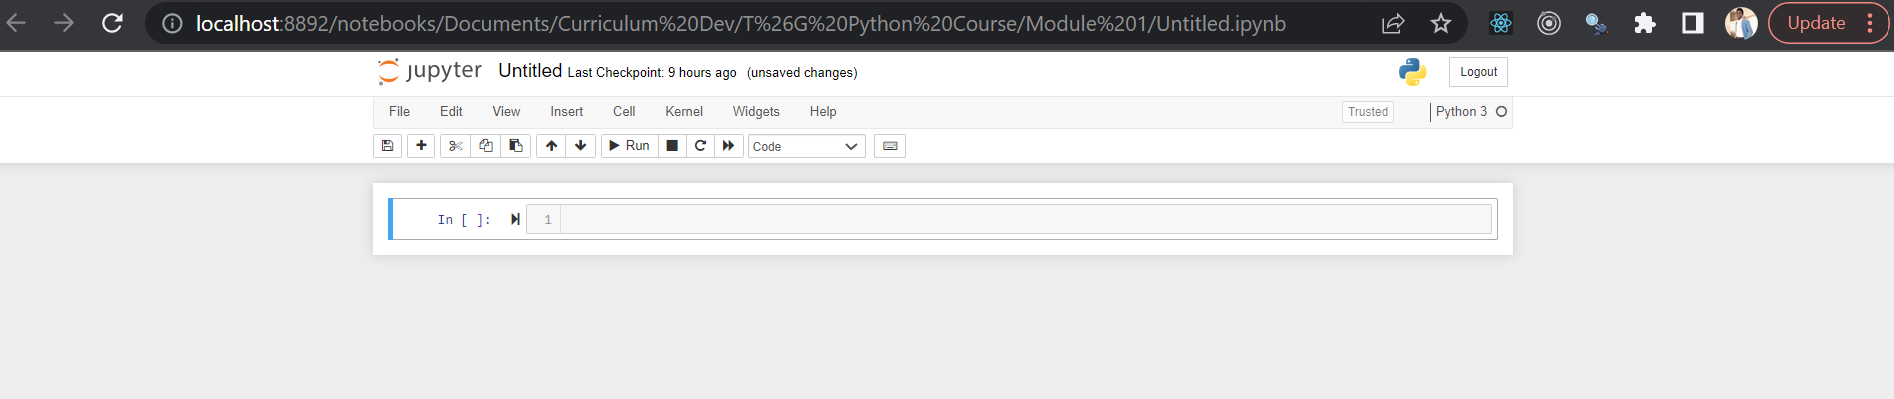 localhost:8892/notebooks/Documents/Curriculum%20Dev/T%26G%20Python%20Course/Module%201/Untitled.ipynb Update
jupyter Untitled Last Checkpoint: 9 hours ago (unsaved changes) Logout
File Edit View Insert Cell Kernel Widgets Help Trusted Python 3
Run Code
In [ ]: 1